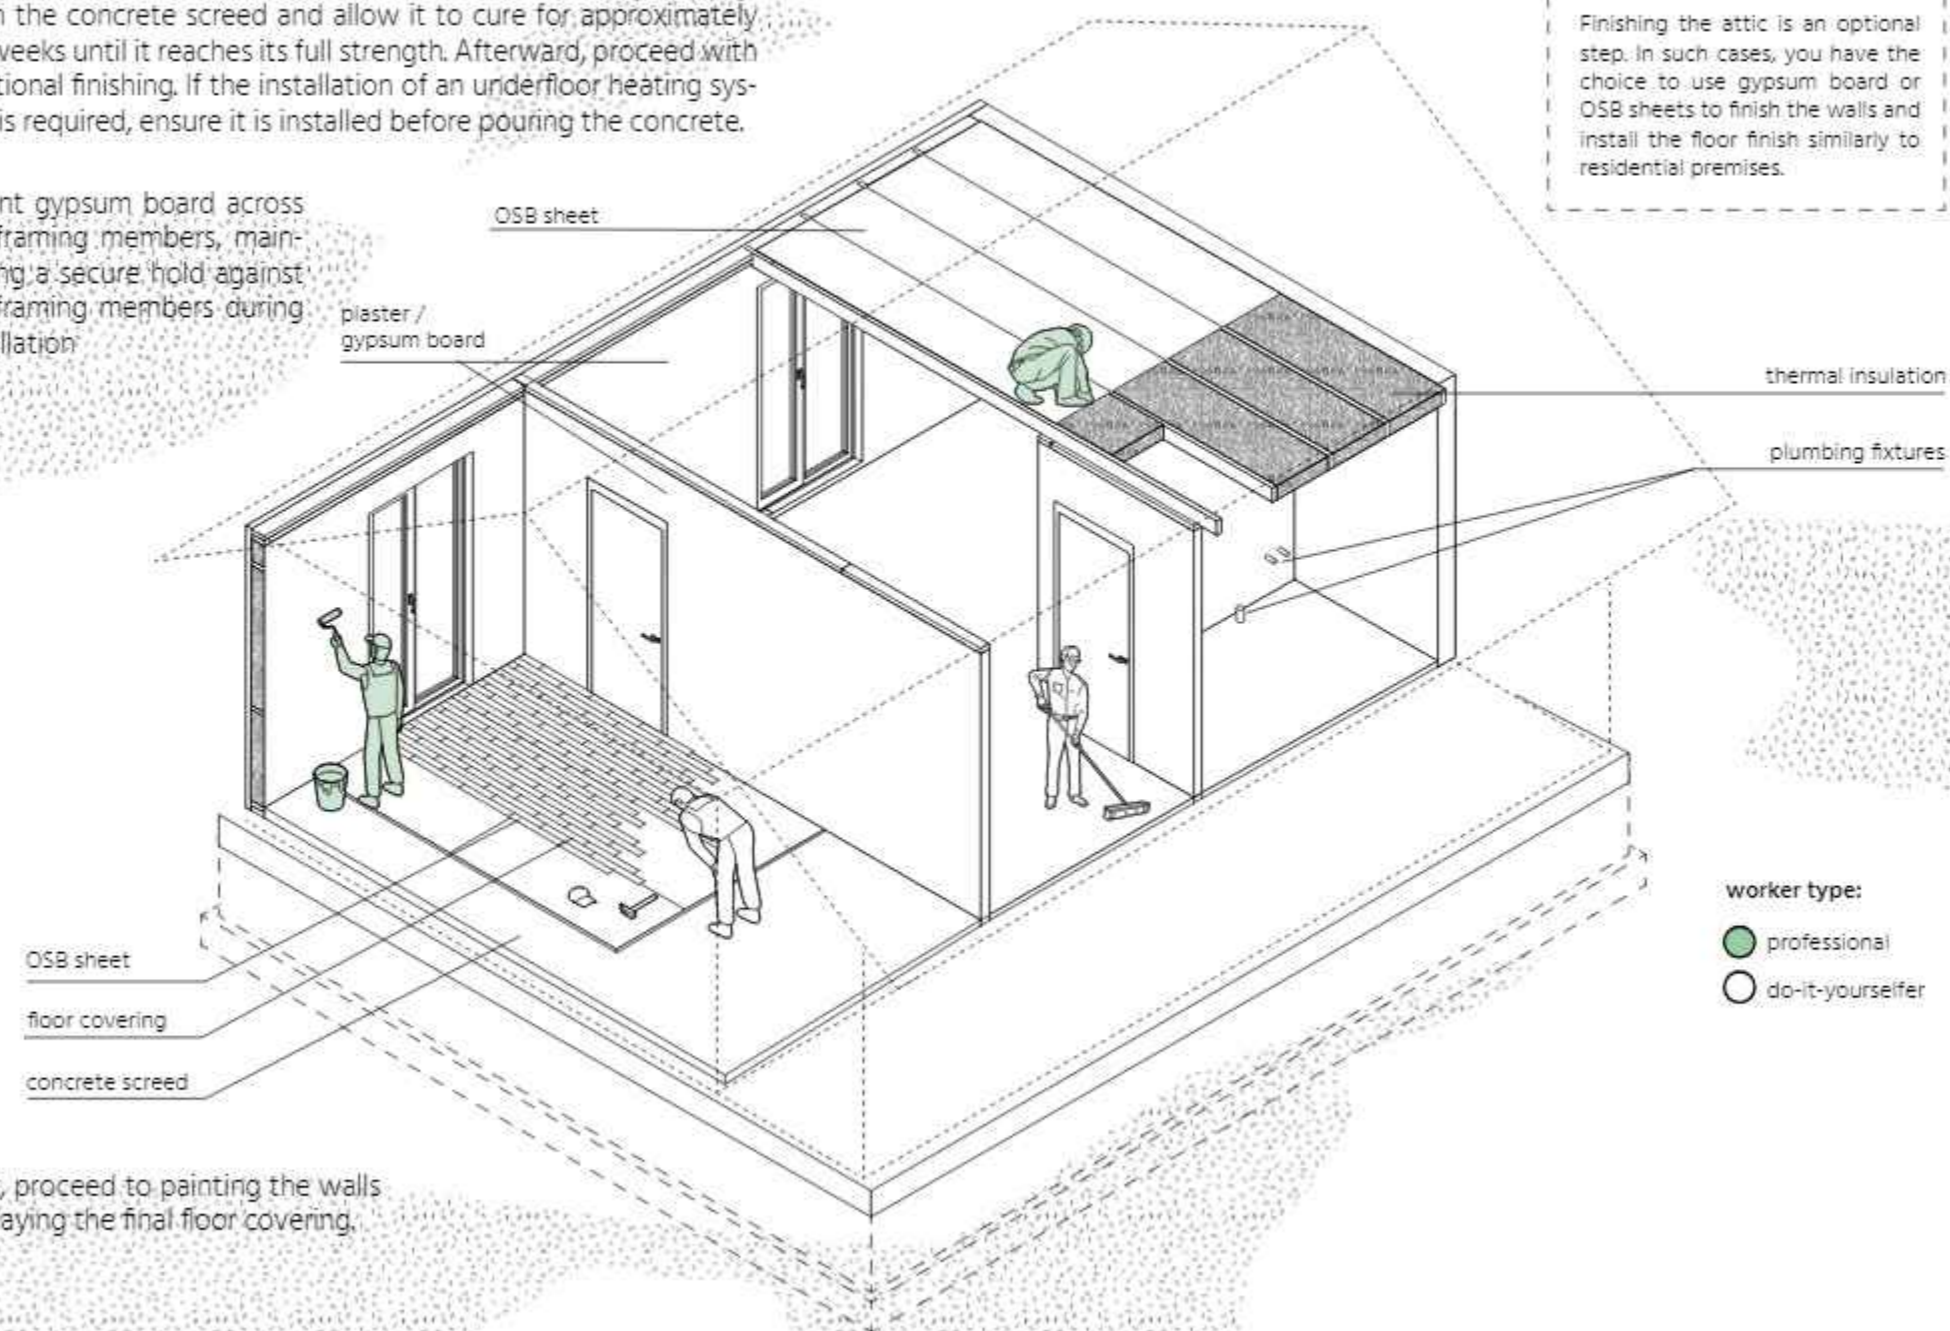 n the concrete screed and allow it to cure for approximately
weeks until it reaches its full strength. Afterward, proceed with
tional finishing. If the installation of an underfloor heating sys-
is required, ensure it is installed before pouring the concrete.
nt gypsum board across
framing members, main-
ng a secure hold against
framing members during
llation
Finishing the attic is an optional
step. In such cases, you have the
choice to use gypsum board or
OSB sheets to finish the walls and
install the floor finish similarly to
residential premises.
OSB sheet
plaster /
gypsum board
thermal insulation
plumbing fixtures
OSB sheet
floor covering
concrete screed
worker type:
professional
do-it-yourselfer
, proceed to painting the walls
aying the final floor covering.